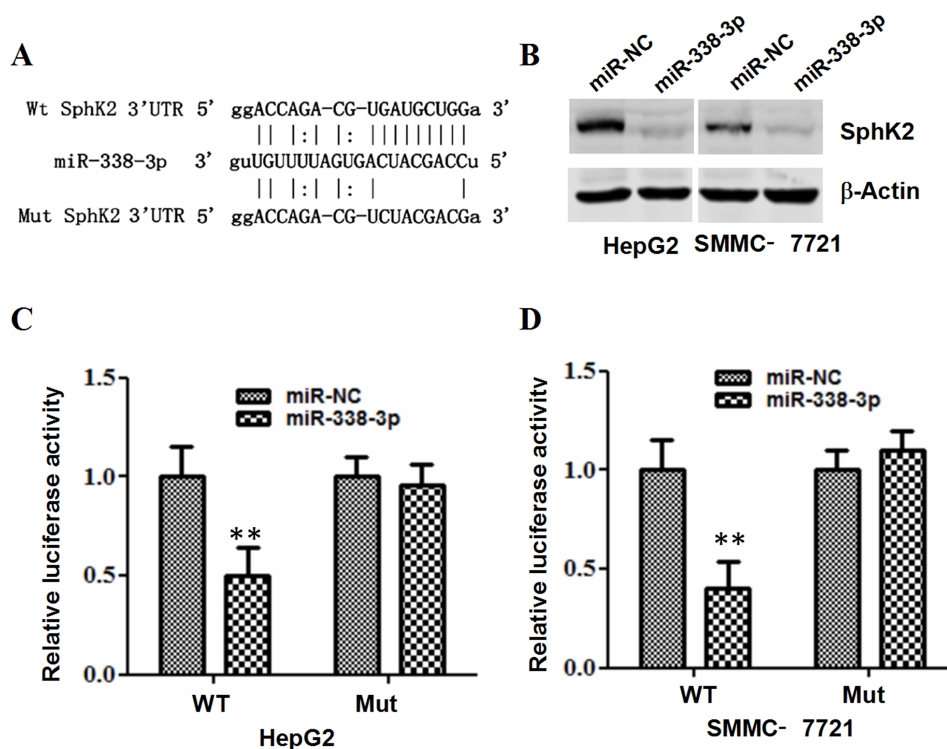 A
Wt SphK2 3'UTR 5' ggACCAGA-CG-UGAUGCUGGa 3'
|| |:| |: |||||||||
miR-338-3p 3' guUGUUUUAGUGACUACGACCu 5'
|| |:| |: | |
Mut SphK2 3'UTR 5' ggACCAGA-CG-UCUACGACGa 3'
B
miR-NC miR-338-3p miR-NC miR-338-3p
SphK2
β-Actin
HepG2 SMMC- 7721
C
Relative luciferase activity
1.5
1.0
0.5
0.0
miR-NC
miR-338-3p
**
WT Mut
HepG2
D
Relative luciferase activity
1.5
1.0
0.5
0.0
miR-NC
miR-338-3p
**
WT Mut
SMMC- 7721